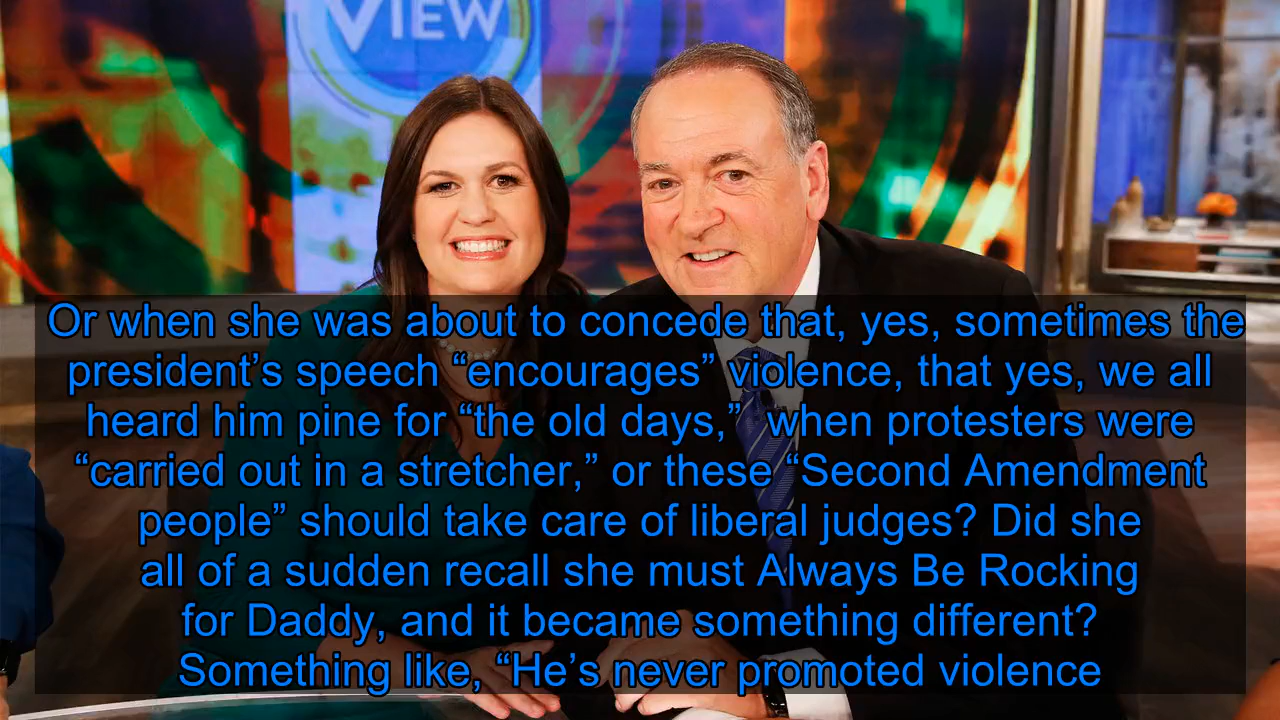 VIEW
Or when she was about to concede that, yes, sometimes the
president’s speech “encourages” violence, that yes, we all
heard him pine for “the old days,” when protesters were
“carried out in a stretcher,” or these “Second Amendment
people” should take care of liberal judges? Did she
all of a sudden recall she must Always Be Rocking
for Daddy, and it became something different?
Something like, “He’s never promoted violence